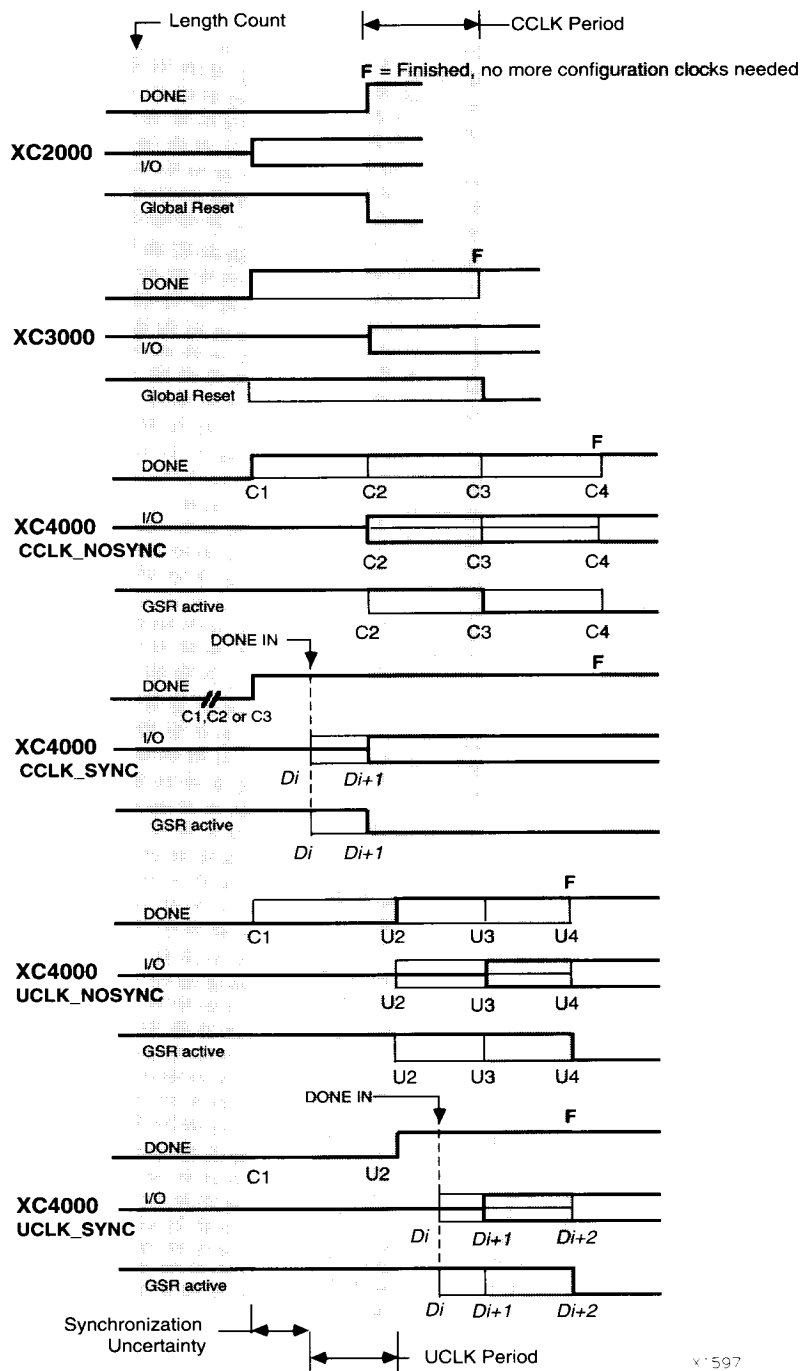 Length Count
CCLK Period
F = Finished, no more configuration clocks needed
DONE
XC2000
I/O
Global Reset
F
DONE
XC3000
I/O
Global Reset
F
DONE
C1 C2 C3 C4
I/O
XC4000
CCLK_NOSYNC
C2 C3 C4
GSR active
C2 C3 C4
DONE IN
F
DONE
C1,C2 or C3
I/O
XC4000
CCLK_SYNC
Di Di+1
GSR active
Di Di+1
F
DONE
C1 U2 U3 U4
I/O
XC4000
UCLK_NOSYNC
U2 U3 U4
GSR active
U2 U3 U4
DONE IN
F
DONE
C1 U2
I/O
XC4000
UCLK_SYNC
Di Di+1 Di+2
GSR active
Di Di+1 Di+2
Synchronization
Uncertainty
UCLK Period